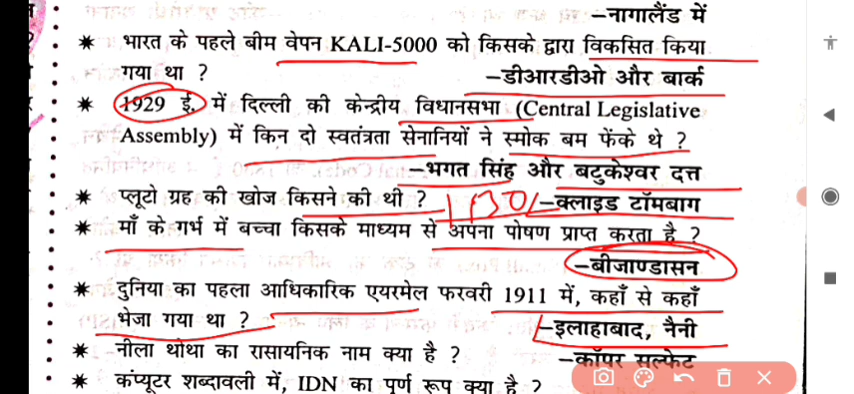 –नागालैंड में
* भारत के पहले बीम वेपन KALI-5000 को किसके द्वारा विकसित किया
गया था ? –डीआरडीओ और बार्क
* 1929 ई. में दिल्ली की केन्द्रीय विधानसभा (Central Legislative
Assembly) में किन दो स्वतंत्रता सेनानियों ने स्मोक बम फेंके थे ?
–भगत सिंह और बटुकेश्वर दत्त
* प्लूटो ग्रह की खोज किसने की थी ? 1930 –क्लाइड टॉमबाग
* माँ के गर्भ में बच्चा किसके माध्यम से अपना पोषण प्राप्त करता है ?
–बीजाण्डासन
* दुनिया का पहला आधिकारिक एयरमेल फरवरी 1911 में, कहाँ से कहाँ
भेजा गया था ? –इलाहाबाद, नैनी
* नीला थोथा का रासायनिक नाम क्या है ? –कॉपर सल्फेट
* कंप्यूटर शब्दावली में, IDN का पूर्ण रूप क्या है ?